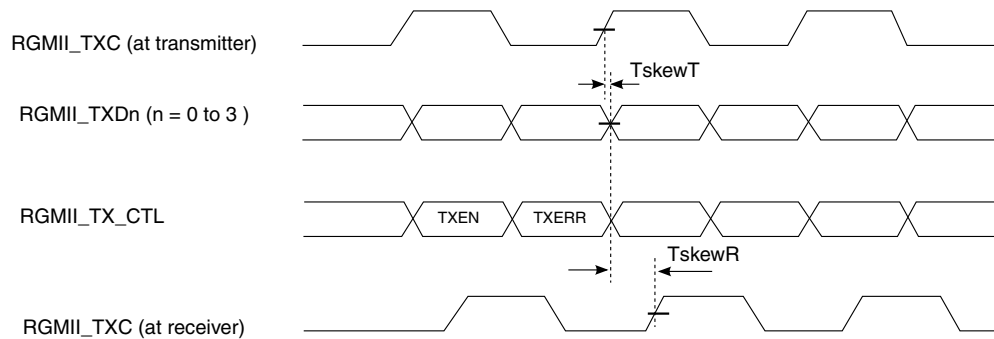 RGMII_TXC (at transmitter)
TskewT
RGMII_TXDn (n = 0 to 3 )
RGMII_TX_CTL
TXEN
TXERR
TskewR
RGMII_TXC (at receiver)